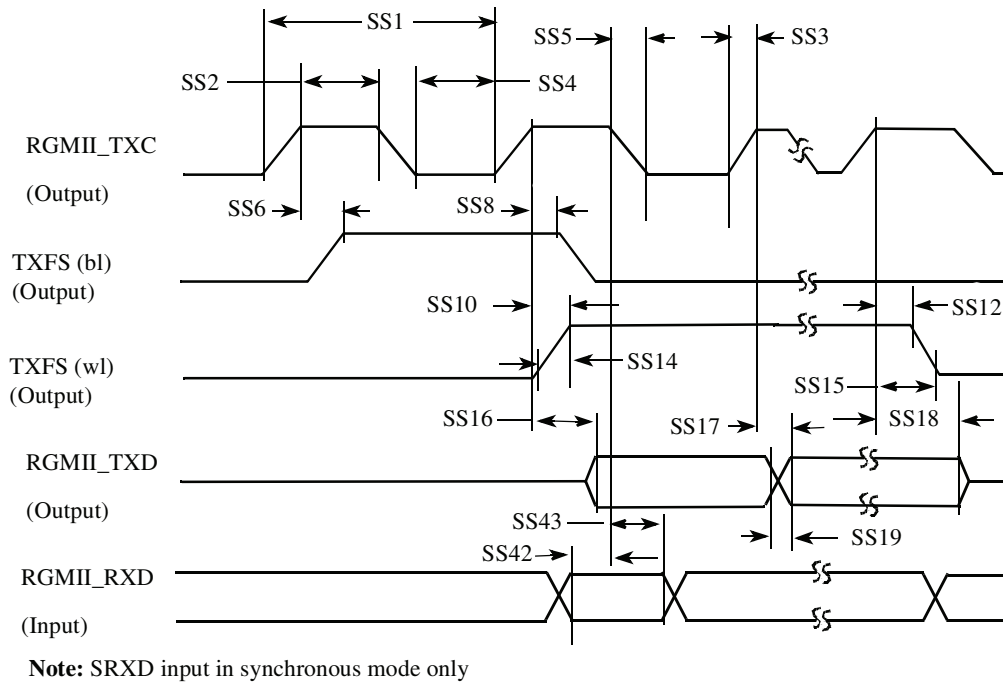 SS1
SS5
SS3
SS2
SS4
RGMII_TXC
(Output)
SS6
SS8
TXFS (bl)
(Output)
SS10
SS12
TXFS (wl)
(Output)
SS14
SS15
SS16
SS17
SS18
RGMII_TXD
(Output)
SS43
SS19
SS42
RGMII_RXD
(Input)
Note: SRXD input in synchronous mode only